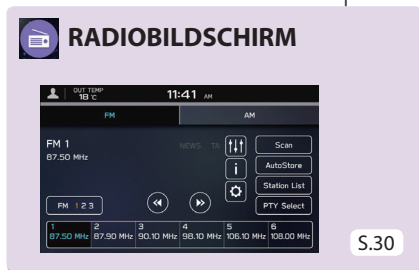 RADIOBILDSCHIRM
OUT TEMP
18 °C
11:41 AM
FM AM
FM 1 NEWS TA Scan
87.50 MHz
i AutoStore
Station List
FM 1 2 3 PTY Select
1 2 3 4 5 6
87.50 MHz 87.90 MHz 90.10 MHz 98.10 MHz 106.10 MHz 108.00 MHz
S.30